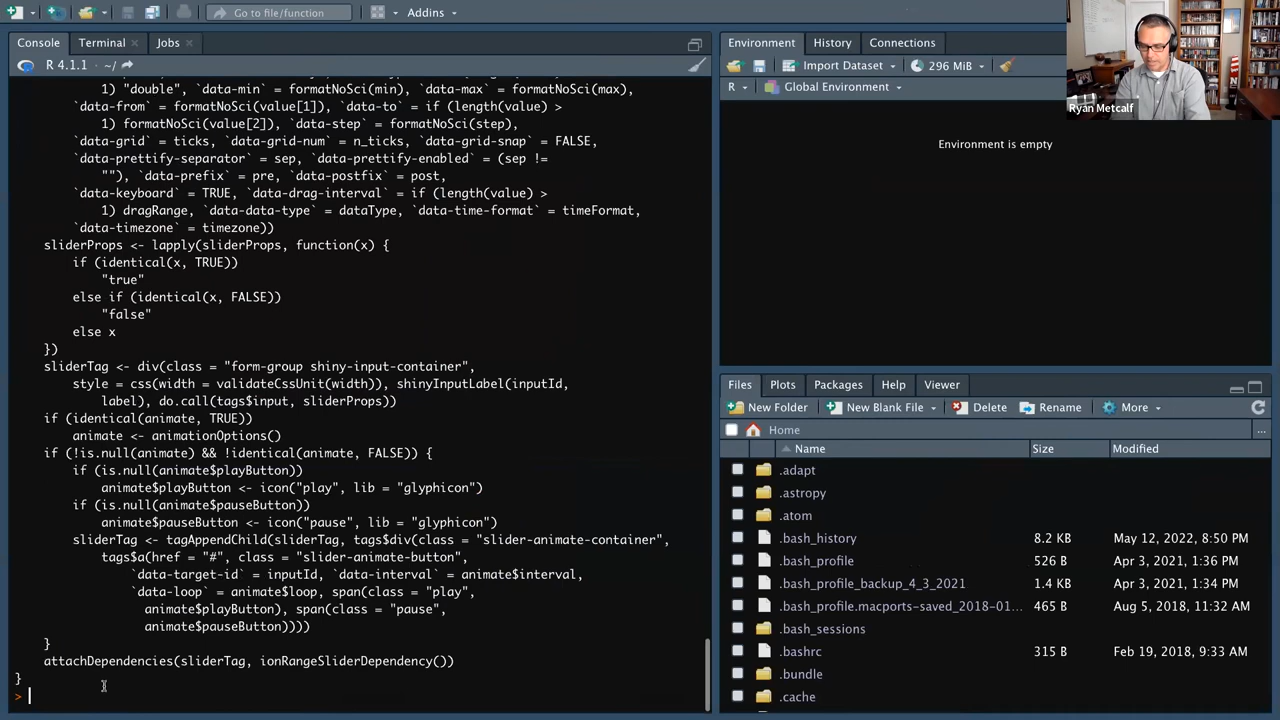 Go to file/function
Addins
Console
Terminal
Jobs
R 4.1.1 · ~/
1) "double", `data-min` = formatNoSci(min), `data-max` = formatNoSci(max),
`data-from` = formatNoSci(value[1]), `data-to` = if (length(value) >
1) formatNoSci(value[2]), `data-step` = formatNoSci(step),
`data-grid` = ticks, `data-grid-num` = n_ticks, `data-grid-snap` = FALSE,
`data-prettify-separator` = sep, `data-prettify-enabled` = (sep !=
""), `data-prefix` = pre, `data-postfix` = post,
`data-keyboard` = TRUE, `data-drag-interval` = if (length(value) >
1) dragRange, `data-data-type` = dataType, `data-time-format` = timeFormat,
`data-timezone` = timezone))
sliderProps <- lapply(sliderProps, function(x) {
if (identical(x, TRUE))
"true"
else if (identical(x, FALSE))
"false"
else x
})
sliderTag <- div(class = "form-group shiny-input-container",
style = css(width = validateCssUnit(width)), shinyInputLabel(inputId,
label), do.call(tags$input, sliderProps))
if (identical(animate, TRUE))
animate <- animationOptions()
if (!is.null(animate) && !identical(animate, FALSE)) {
if (is.null(animate$playButton))
animate$playButton <- icon("play", lib = "glyphicon")
if (is.null(animate$pauseButton))
animate$pauseButton <- icon("pause", lib = "glyphicon")
sliderTag <- tagAppendChild(sliderTag, tags$div(class = "slider-animate-container",
tags$a(href = "#", class = "slider-animate-button",
`data-target-id` = inputId, `data-interval` = animate$interval,
`data-loop` = animate$loop, span(class = "play",
animate$playButton), span(class = "pause",
animate$pauseButton))))
}
attachDependencies(sliderTag, ionRangeSliderDependency())
}
>
Environment
History
Connections
Import Dataset
296 MiB
R
Global Environment
Environment is empty
Ryan Metcalf
Files
Plots
Packages
Help
Viewer
New Folder
New Blank File
Delete
Rename
More
Home
...
Name
Size
Modified
.adapt
.astropy
.atom
.bash_history
8.2 KB
May 12, 2022, 8:50 PM
.bash_profile
526 B
Apr 3, 2021, 1:36 PM
.bash_profile_backup_4_3_2021
1.4 KB
Apr 3, 2021, 1:34 PM
.bash_profile.macports-saved_2018-01...
465 B
Aug 5, 2018, 11:32 AM
.bash_sessions
.bashrc
315 B
Feb 19, 2018, 9:33 AM
.bundle
.cache